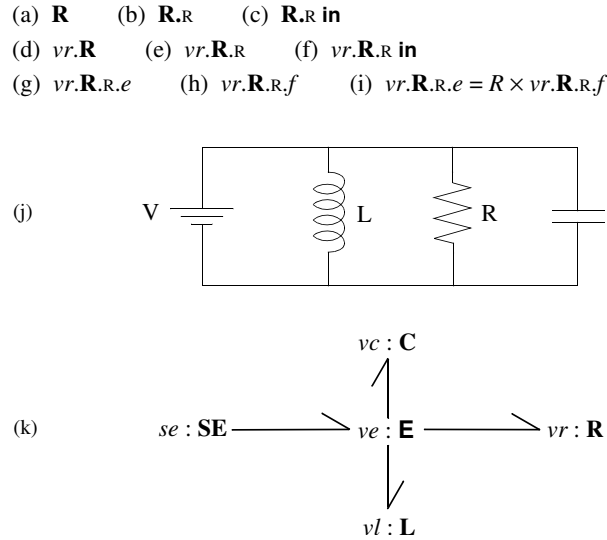 (a) R (b) R.R (c) R.R in
(d) vr.R (e) vr.R.R (f) vr.R.R in
(g) vr.R.R.e (h) vr.R.R.f (i) vr.R.R.e = R × vr.R.R.f
(j) V L R
vc : C
(k) se : SE ve : E vr : R
vl : L